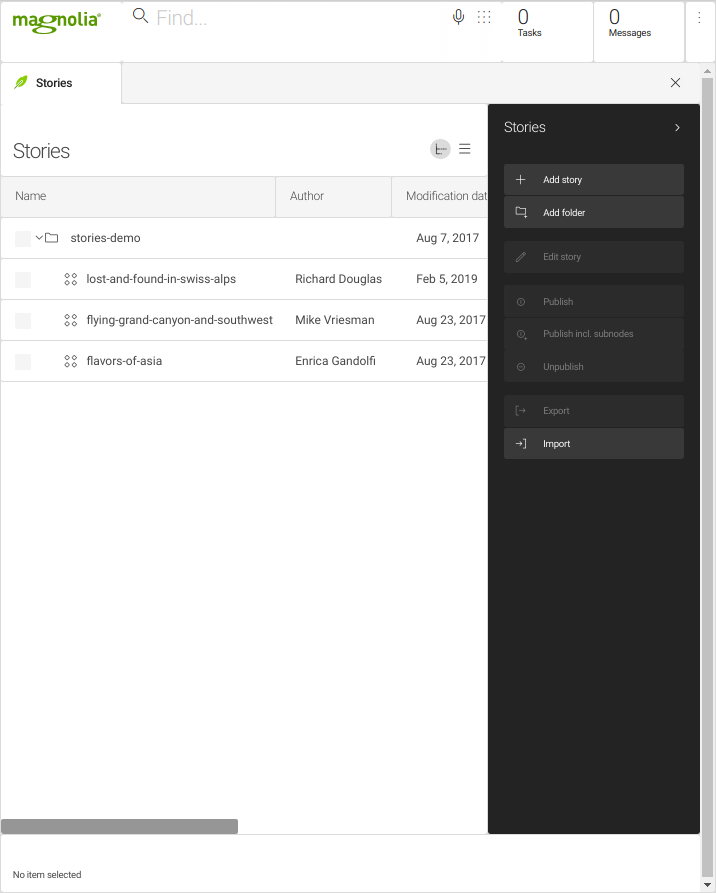 magnolia®
Find...
0
Tasks
0
Messages
Stories
Stories
Name
Author
Modification dat
stories-demo
Aug 7, 2017
lost-and-found-in-swiss-alps
Richard Douglas
Feb 5, 2019
flying-grand-canyon-and-southwest
Mike Vriesman
Aug 23, 2017
flavors-of-asia
Enrica Gandolfi
Aug 23, 2017
Stories
Add story
Add folder
Edit story
Publish
Publish incl. subnodes
Unpublish
Export
Import
No item selected